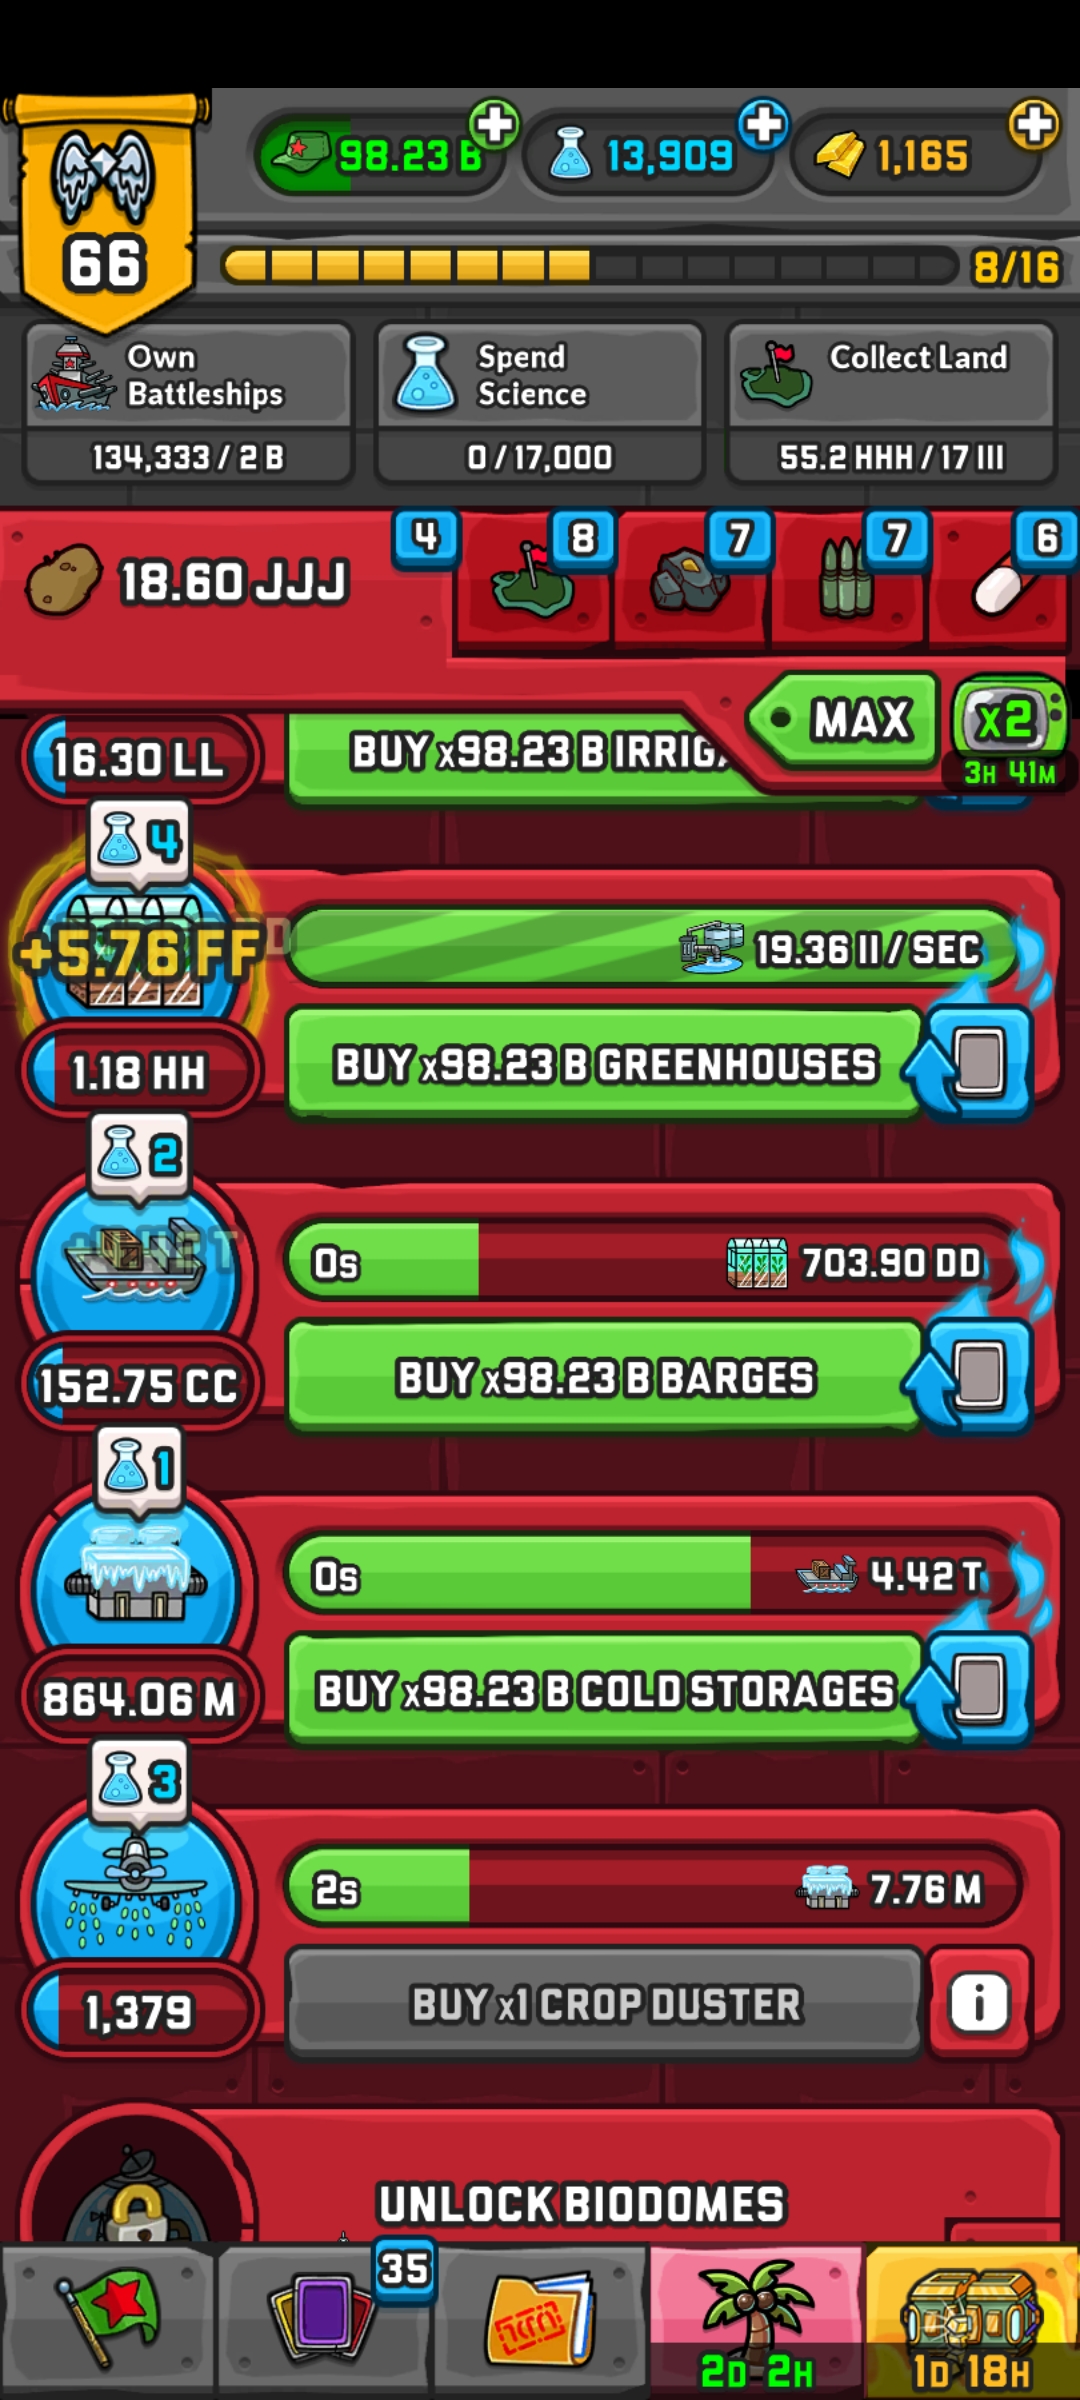 98.23 B
13,909
1,165
66
8/16
Own
Battleships
134,333 / 2 B
Spend
Science
0 / 17,000
Collect Land
55.2 HHH / 17 III
18.60 JJJ
4
8
7
7
6
MAX
x2
3H 41M
16.30 LL
BUY x98.23 B
4
+5.76 FF
19.36 II / SEC
1.18 HH
BUY x98.23 B GREENHOUSES
2
0s
703.90 DD
152.75 CC
BUY x98.23 B BARGES
1
0s
4.42 T
864.06 M
BUY x98.23 B COLD STORAGES
3
2s
7.76 M
1,379
BUY x1 CROP DUSTER
i
UNLOCK BIODOMES
35
2D 2H
1D 18H